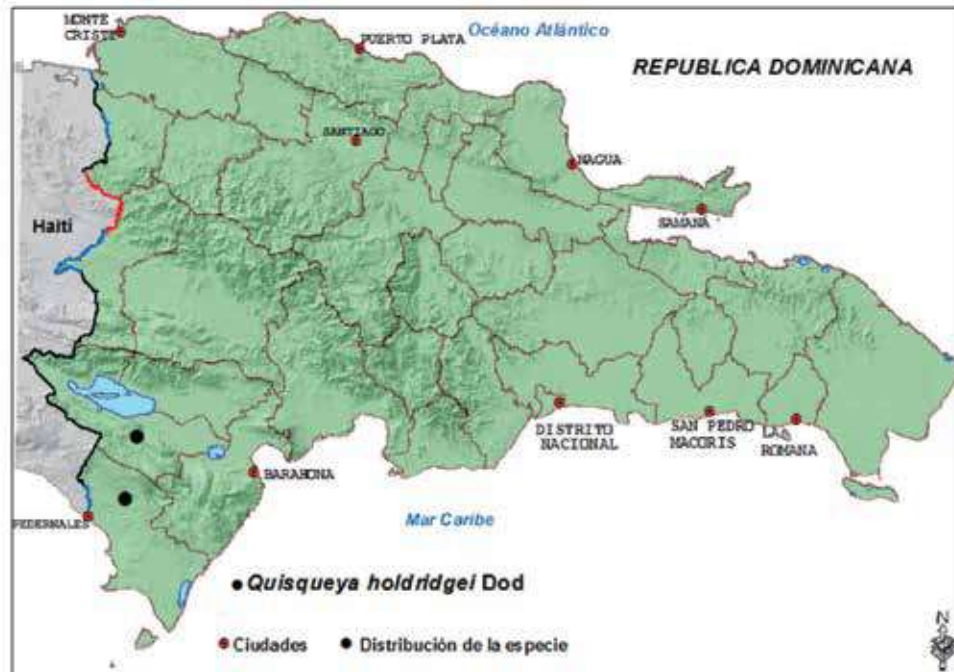 MONTE
CRISTI
PUERTO PLATA
Océano Atlántico
REPUBLICA DOMINICANA
SANTIAGO
NAGUA
SAMANA
Haití
DISTRITO
NACIONAL
SAN PEDRO
MACORIS
LA
ROMANA
BARAHONA
PEDERNALES
Mar Caribe
Quisqueya holdridgei Dod
Ciudades
Distribución de la especie
N